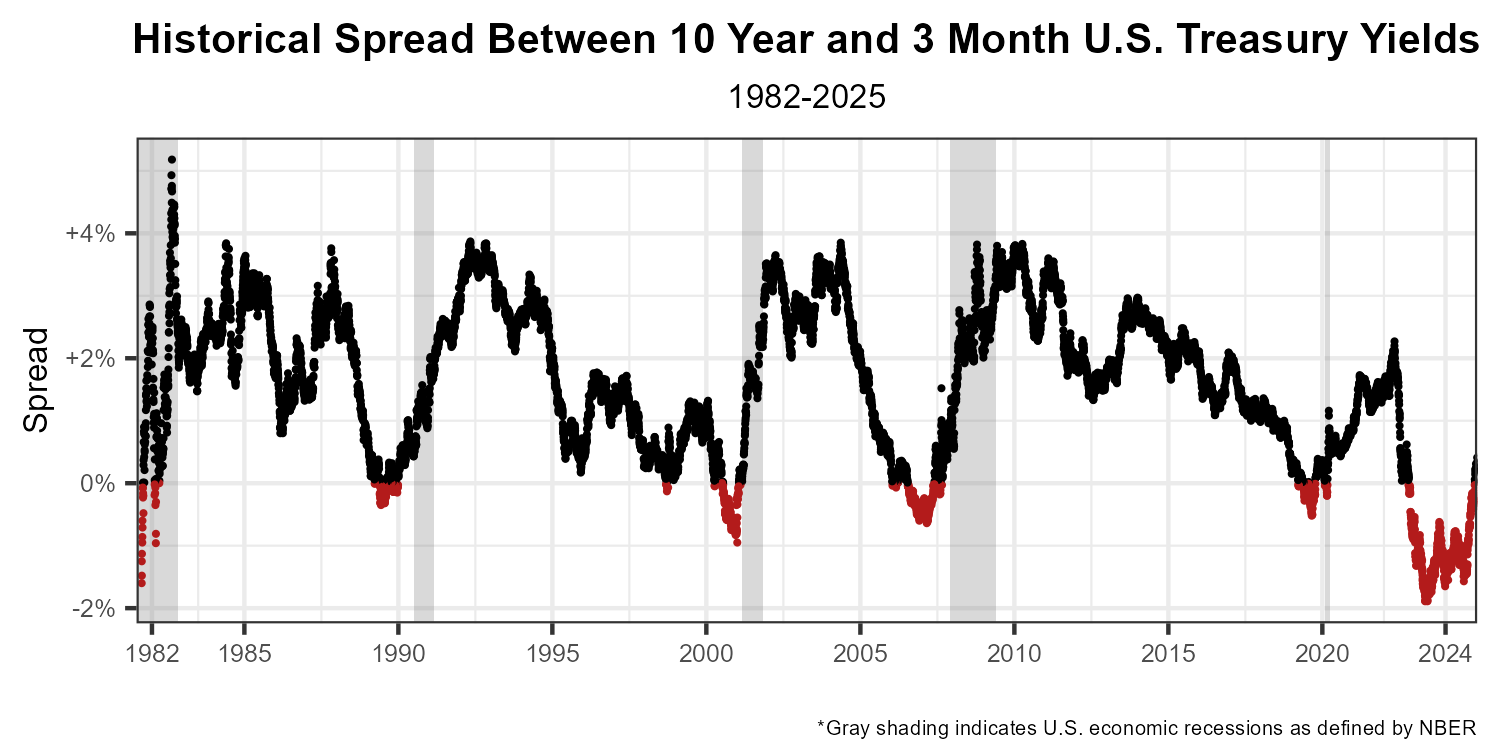 Historical Spread Between 10 Year and 3 Month U.S. Treasury Yields
1982-2025
Spread
+4%
+2%
0%
-2%
1982 1985 1990 1995 2000 2005 2010 2015 2020 2024
*Gray shading indicates U.S. economic recessions as defined by NBER